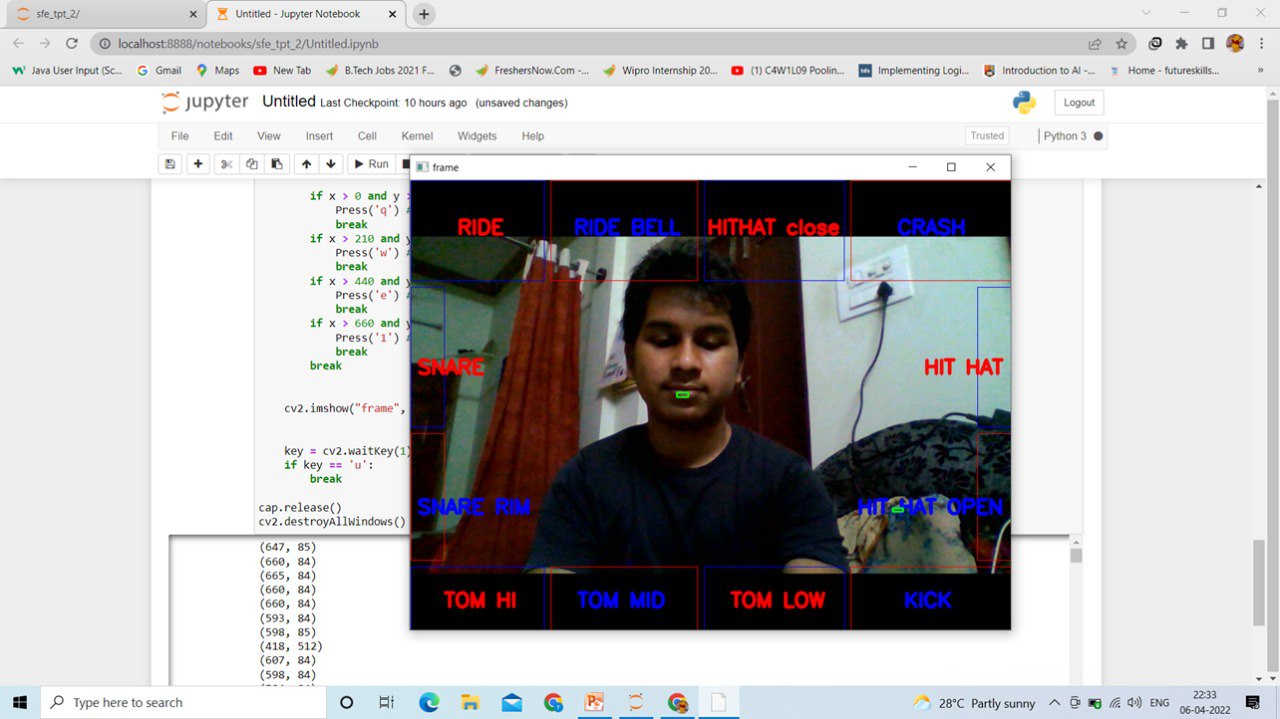 sfe_tpt_2/
Untitled - Jupyter Notebook
localhost:8888/notebooks/sfe_tpt_2/Untitled.ipynb
Java User Input (Sc... Gmail Maps New Tab B.Tech Jobs 2021 F... FreshersNow.Com -... Wipro Internship 20... (1) C4W1L09 Poolin... Implementing Logi... Introduction to AI -... Home - futureskills... »
jupyter Untitled Last Checkpoint: 10 hours ago (unsaved changes) Logout
File Edit View Insert Cell Kernel Widgets Help Trusted Python 3
Run
frame
if x > 0 and y >
Press('q') #
break
if x > 210 and y
Press('w') #
break
if x > 440 and y
Press('e') #
break
if x > 660 and y
Press('1') #
break
break
cv2.imshow("frame",
key = cv2.waitKey(1)
if key == 'u':
break
cap.release()
cv2.destroyAllWindows()
RIDE RIDE BELL HITHAT close CRASH
SNARE HIT HAT
SNARE RIM HIT HAT OPEN
TOM HI TOM MID TOM LOW KICK
(647, 85)
(660, 84)
(665, 84)
(660, 84)
(660, 84)
(593, 84)
(598, 85)
(418, 512)
(607, 84)
(598, 84)
Type here to search
28°C Partly sunny ENG
22:33
06-04-2022